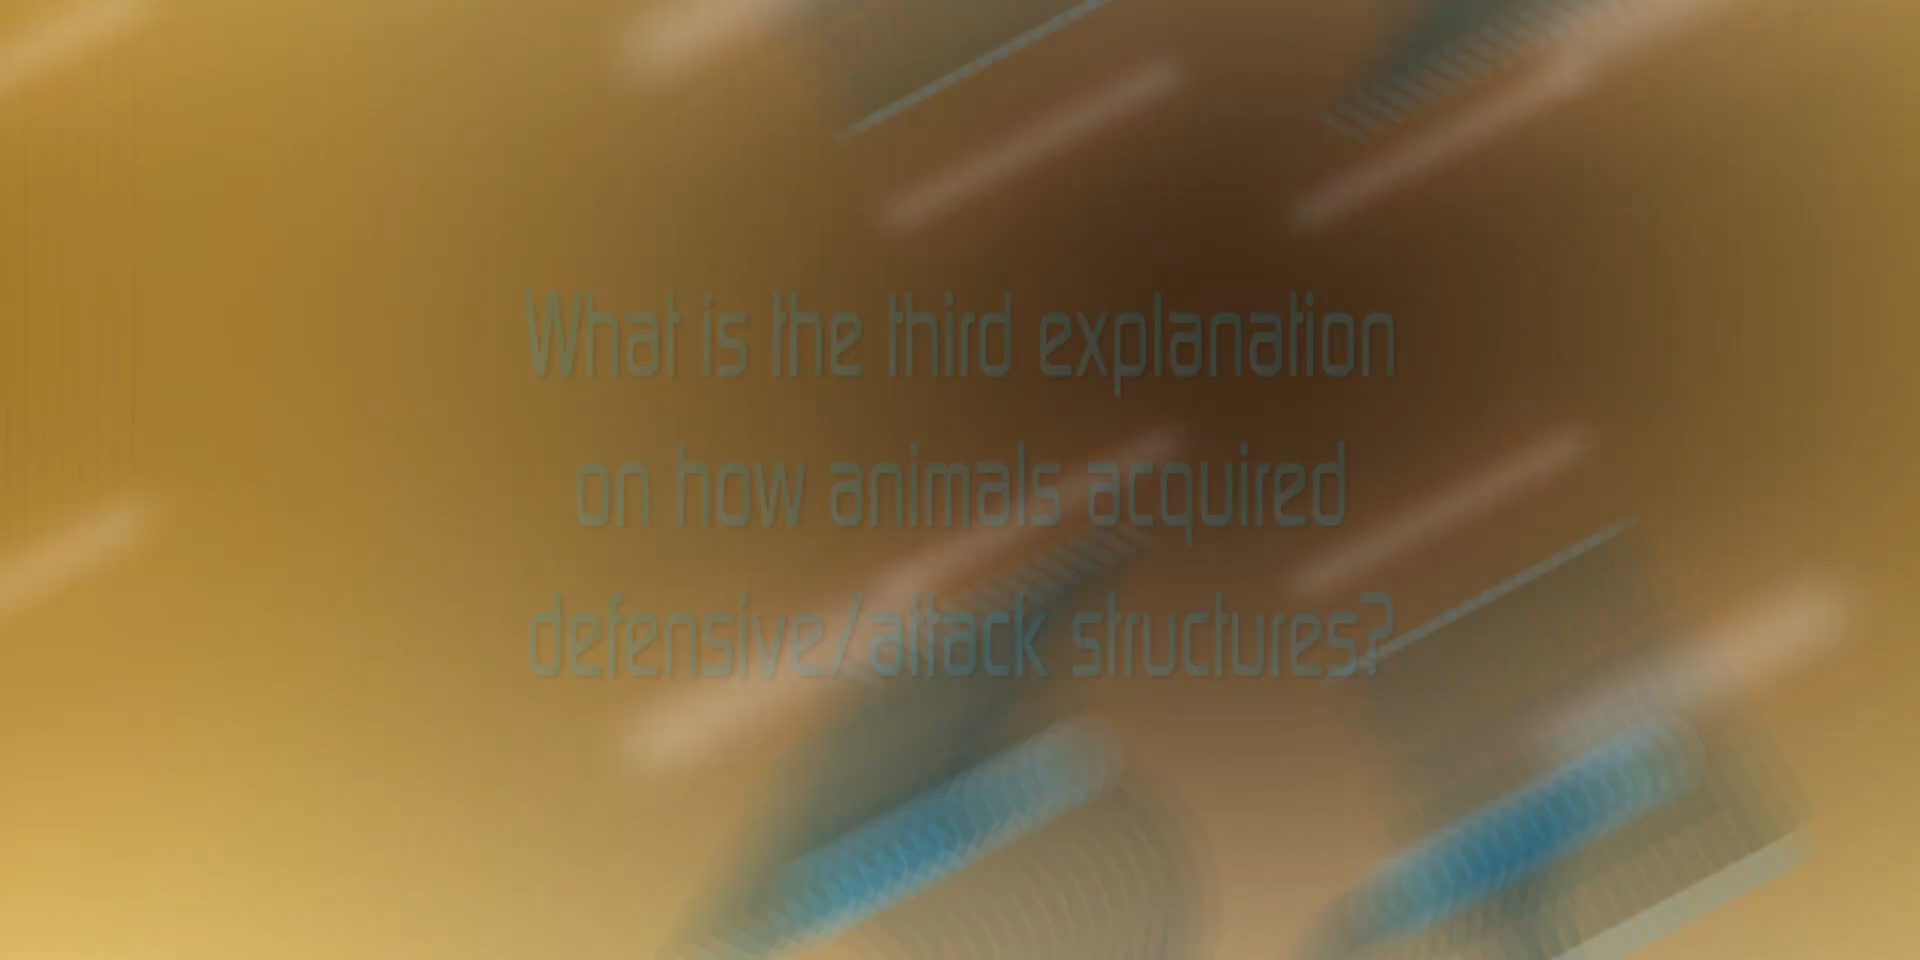 What is the third explanation
on how animals acquired
defensive/attack structures?